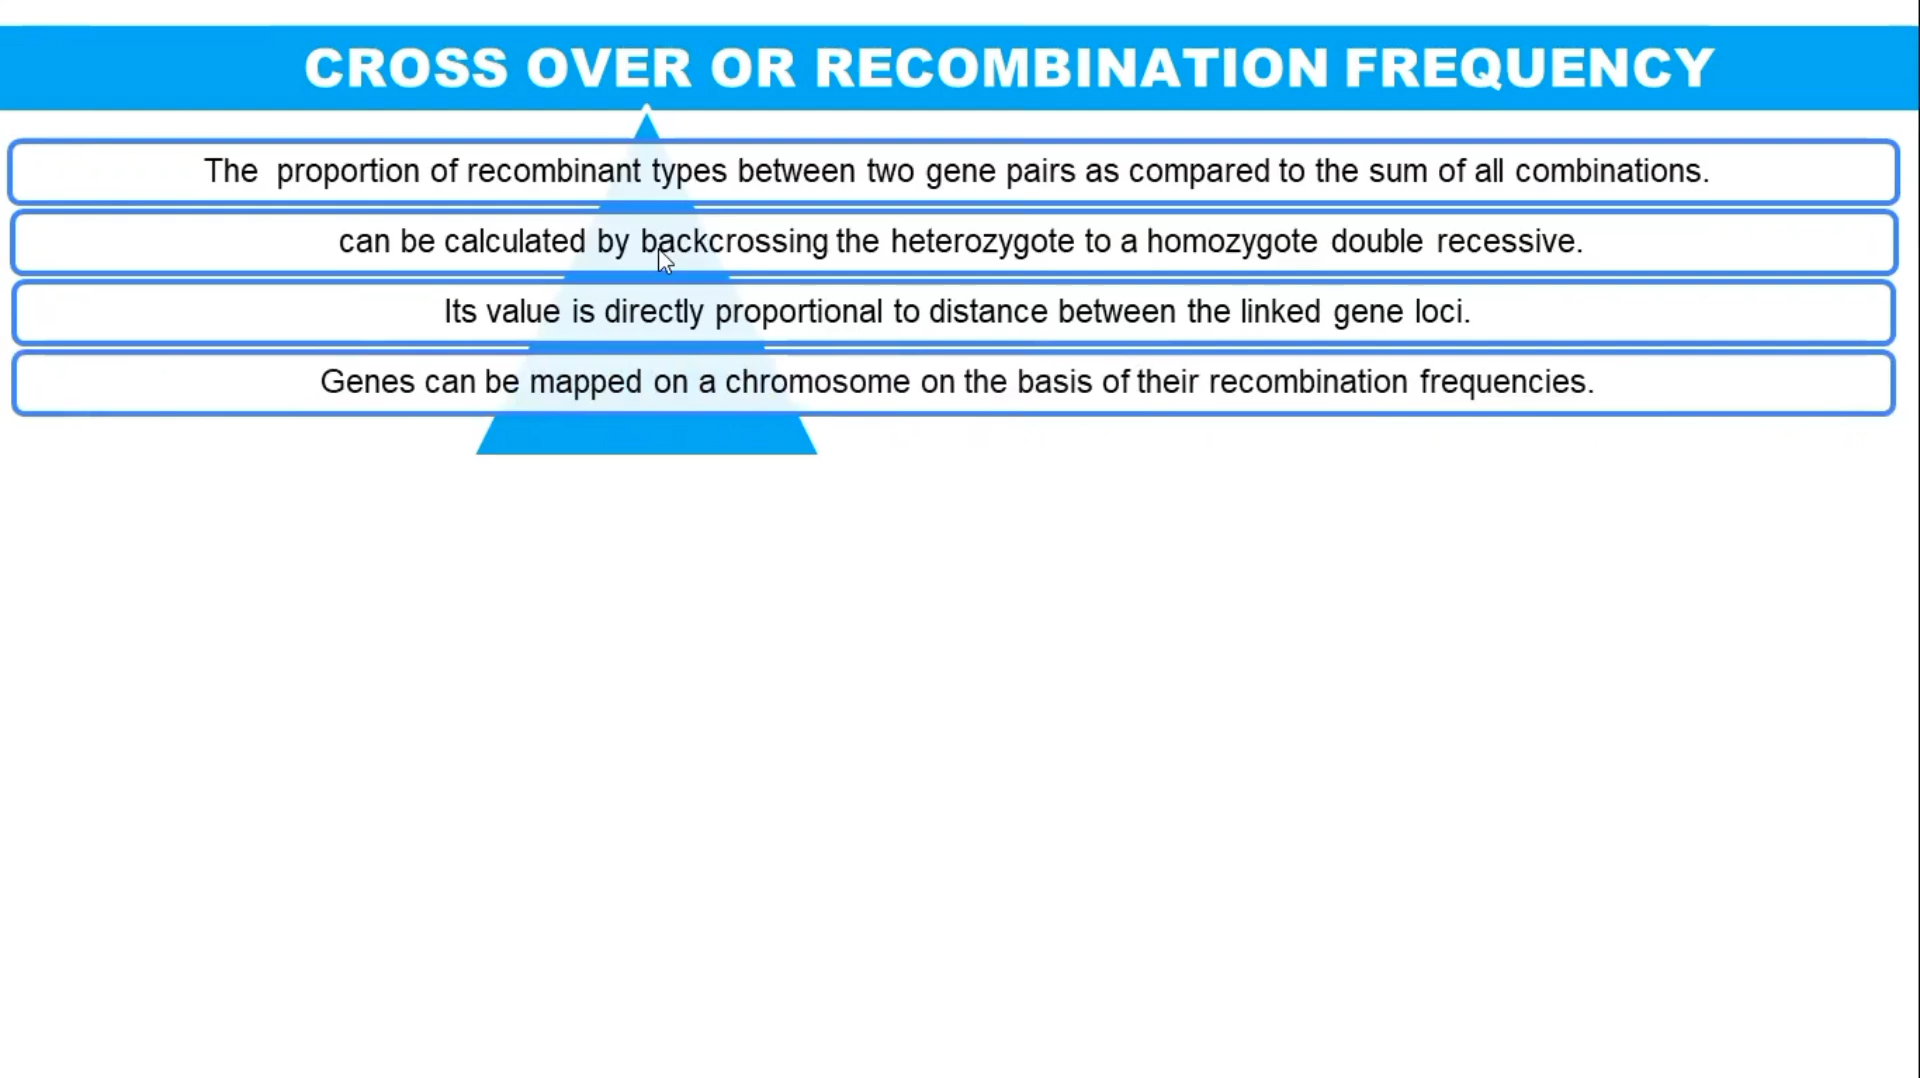 CROSS OVER OR RECOMBINATION FREQUENCY
The proportion of recombinant types between two gene pairs as compared to the sum of all combinations.
can be calculated by backcrossing the heterozygote to a homozygote double recessive.
Its value is directly proportional to distance between the linked gene loci.
Genes can be mapped on a chromosome on the basis of their recombination frequencies.